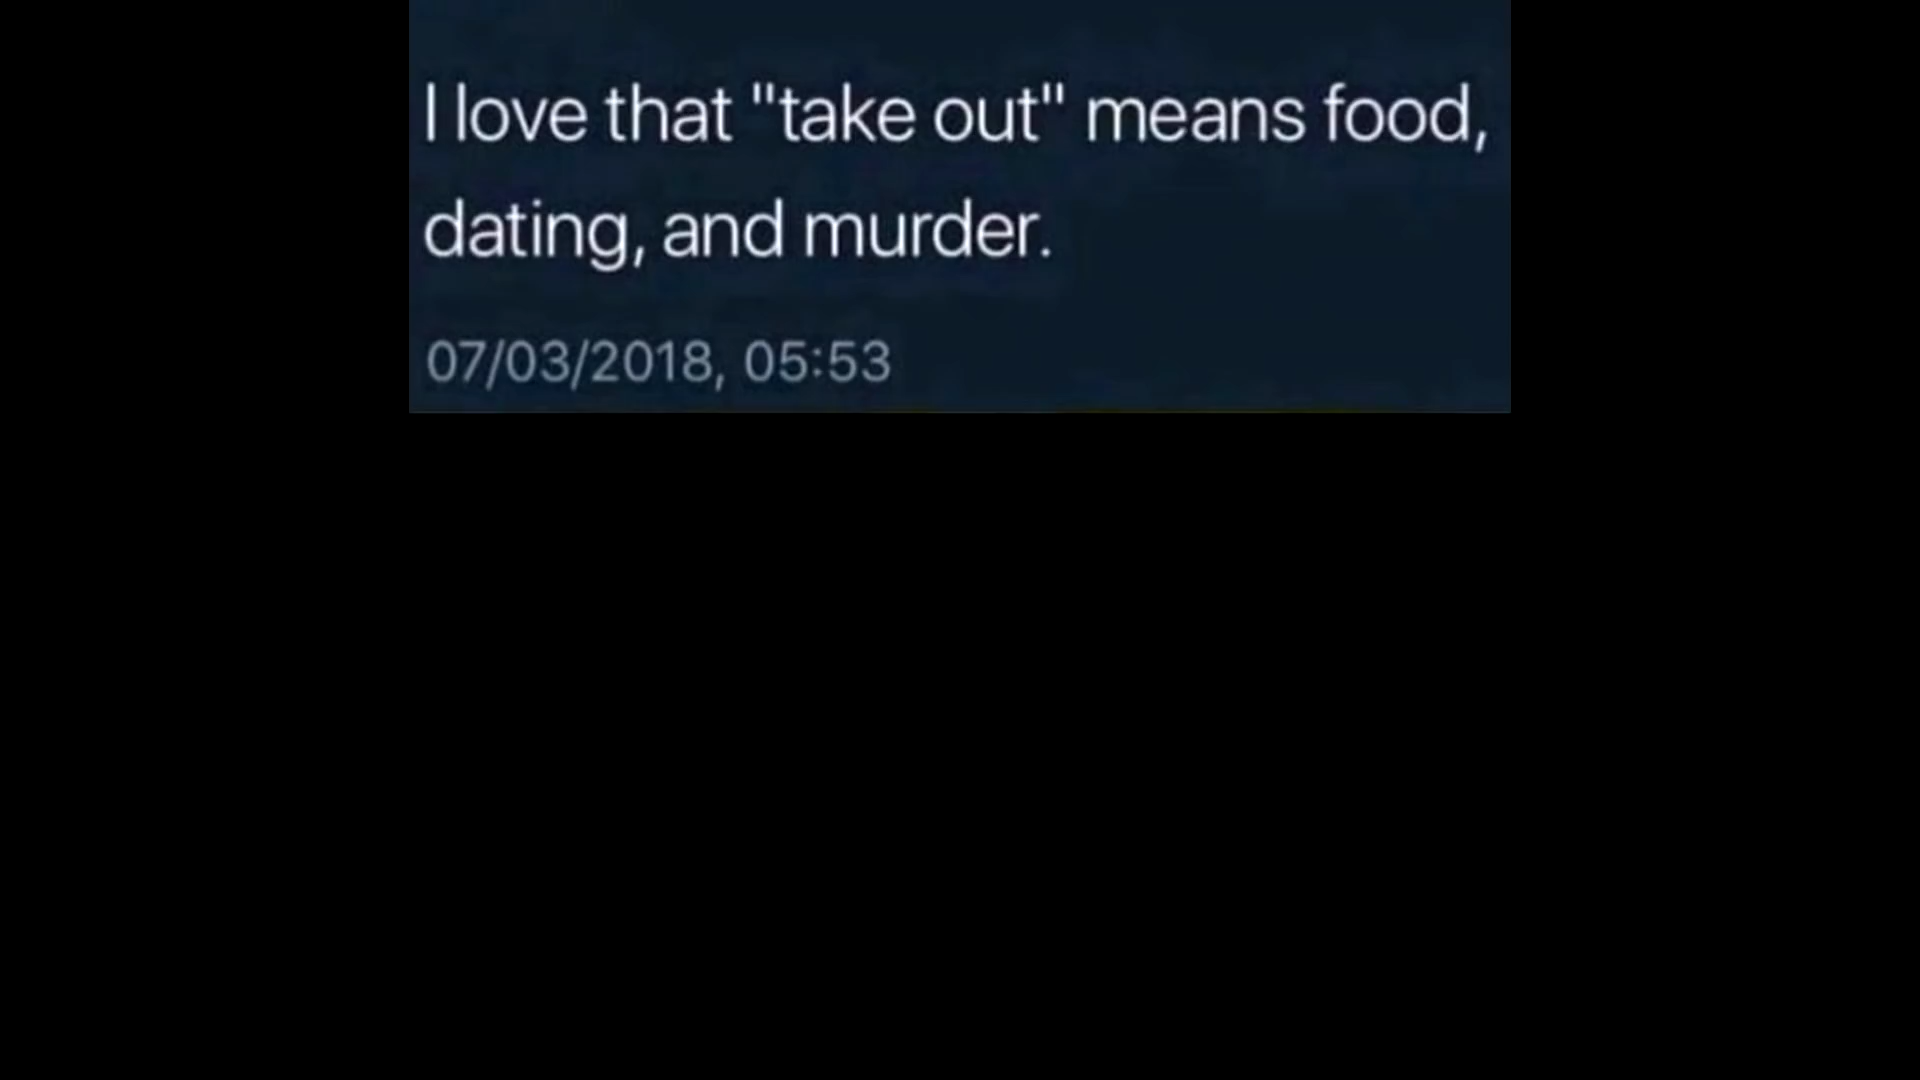 I love that "take out" means food,
dating, and murder.
07/03/2018, 05:53